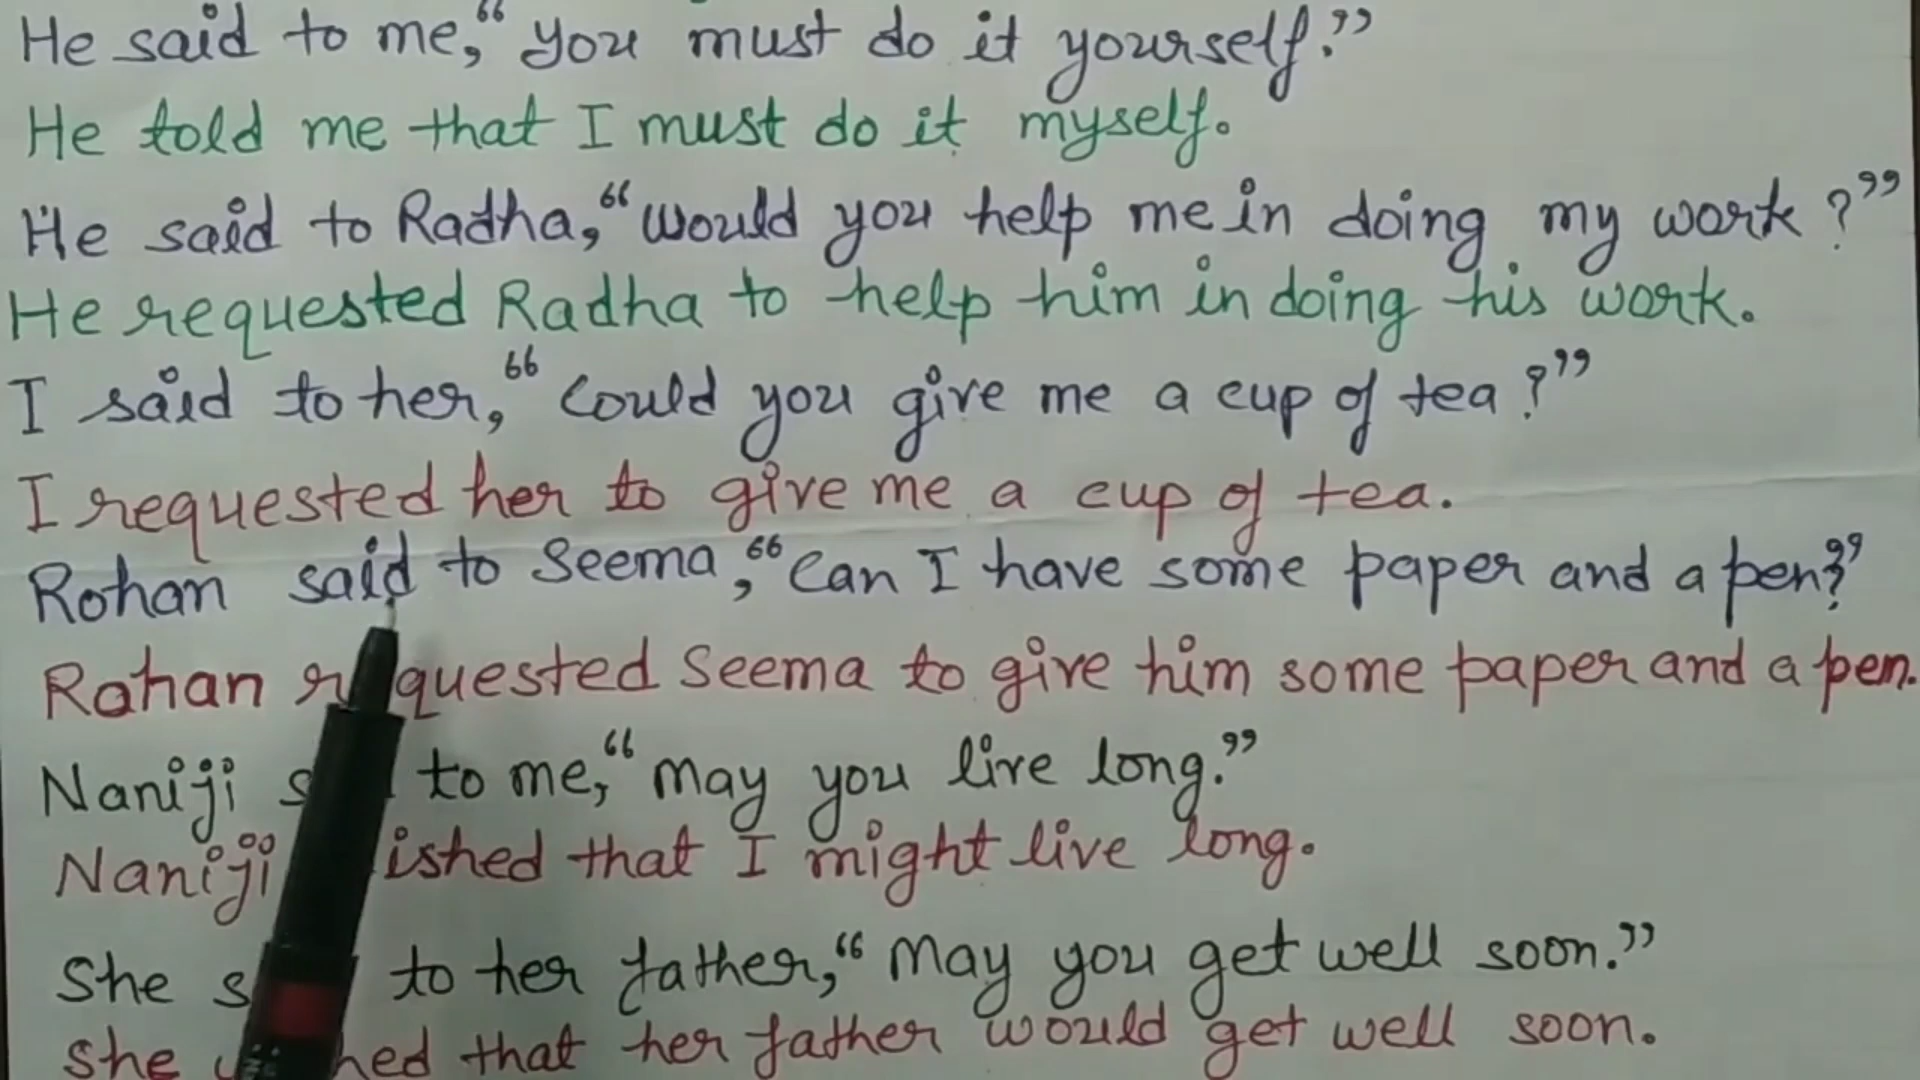 He said to me, “You must do it yourself.”
He told me that I must do it myself.
He said to Radha, “Would you help me in doing my work?”
He requested Radha to help him in doing his work.
I said to her, “Could you give me a cup of tea?”
I requested her to give me a cup of tea.
Rohan said to Seema, “Can I have some paper and a pen?”
Rohan requested Seema to give him some paper and a pen.
Naniji to me, “May you live long.”
Naniji that I might live long.
She to her father, “May you get well soon.”
She that her father would get well soon.